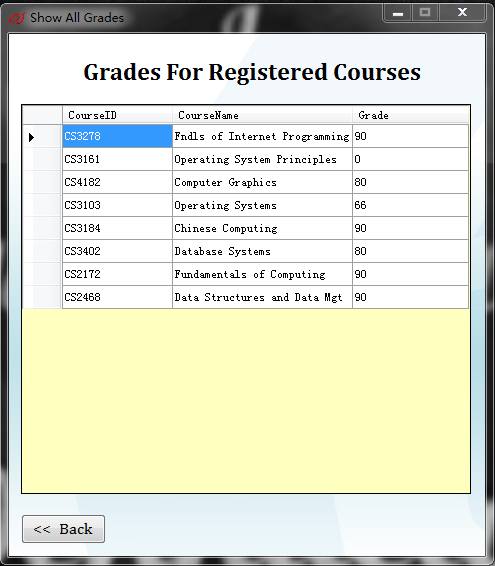 Show All Grades
Grades For Registered Courses
CourseID CourseName Grade
CS3278 Fndls of Internet Programming 90
CS3161 Operating System Principles 0
CS4182 Computer Graphics 80
CS3103 Operating Systems 66
CS3184 Chinese Computing 90
CS3402 Database Systems 80
CS2172 Fundamentals of Computing 90
CS2468 Data Structures and Data Mgt 90
<< Back